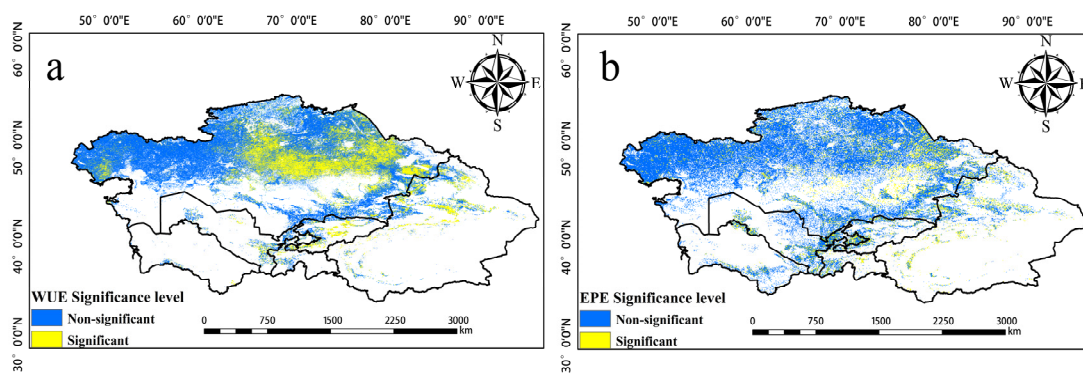 50° 0'0"E 60° 0'0"E 70° 0'0"E 80° 0'0"E 90° 0'0"E
60° 0'0"N
50° 0'0"N
40° 0'0"N
30° 0'0"N
a
N
W E
S
WUE Significance level
Non-significant
Significant
0 750 1500 2250 3000
km
50° 0'0"E 60° 0'0"E 70° 0'0"E 80° 0'0"E 90° 0'0"E
60° 0'0"N
50° 0'0"N
40° 0'0"N
30° 0'0"N
b
N
W E
S
EPE Significance level
Non-significant
Significant
0 750 1500 2250 3000
km